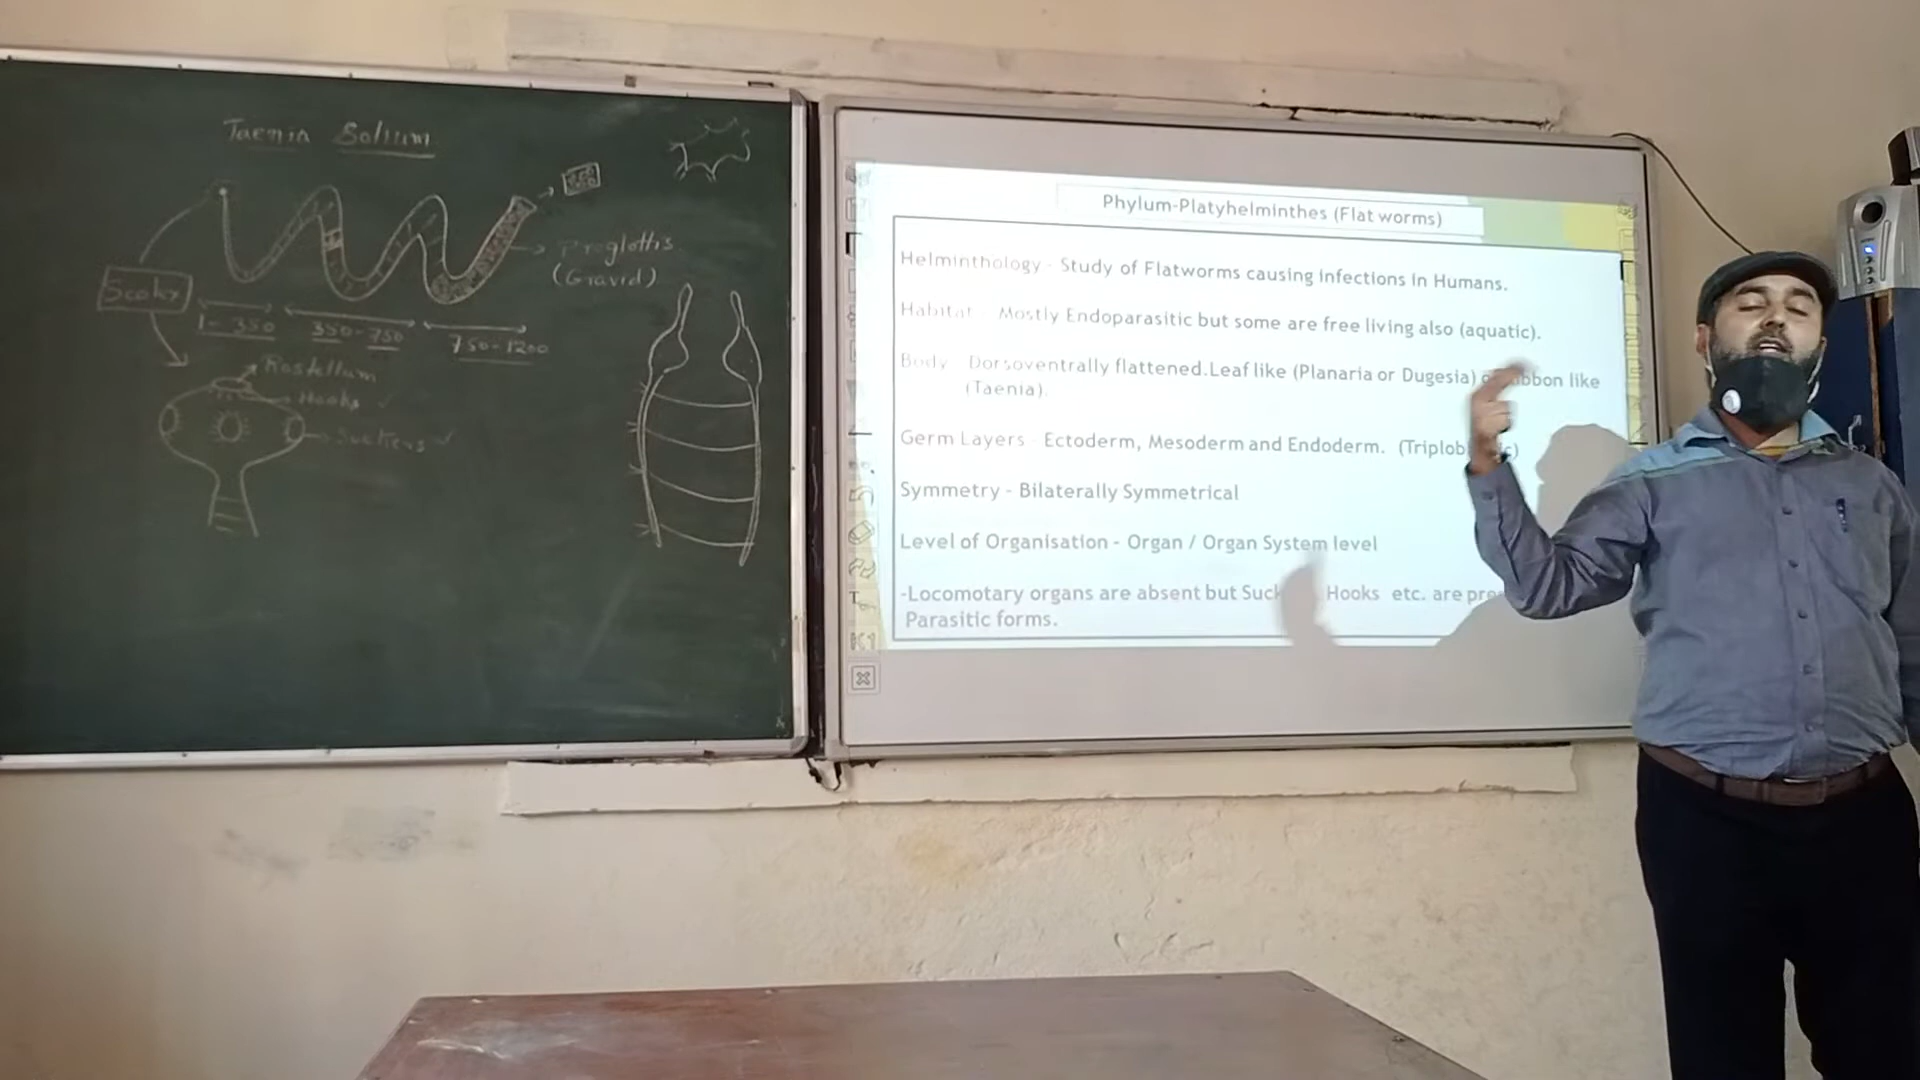 Taenia Solium
Proglottis
(Gravid)
Scolex
1 - 350
350 - 750
750 - 1200
Rostellum
Hooks
Suckers
Phylum-Platyhelminthes (Flat worms)
Helminthology - Study of Flatworms causing infections in Humans.
Habitat - Mostly Endoparasitic but some are free living also (aquatic).
Body - Dorsoventrally flattened.Leaf like (Planaria or Dugesia) like
(Taenia).
Germ Layers - Ectoderm, Mesoderm and Endoderm.
Symmetry - Bilaterally Symmetrical
Level of Organisation - Organ / Organ System level
-Locomotary organs are absent but Hooks etc. are
Parasitic forms.